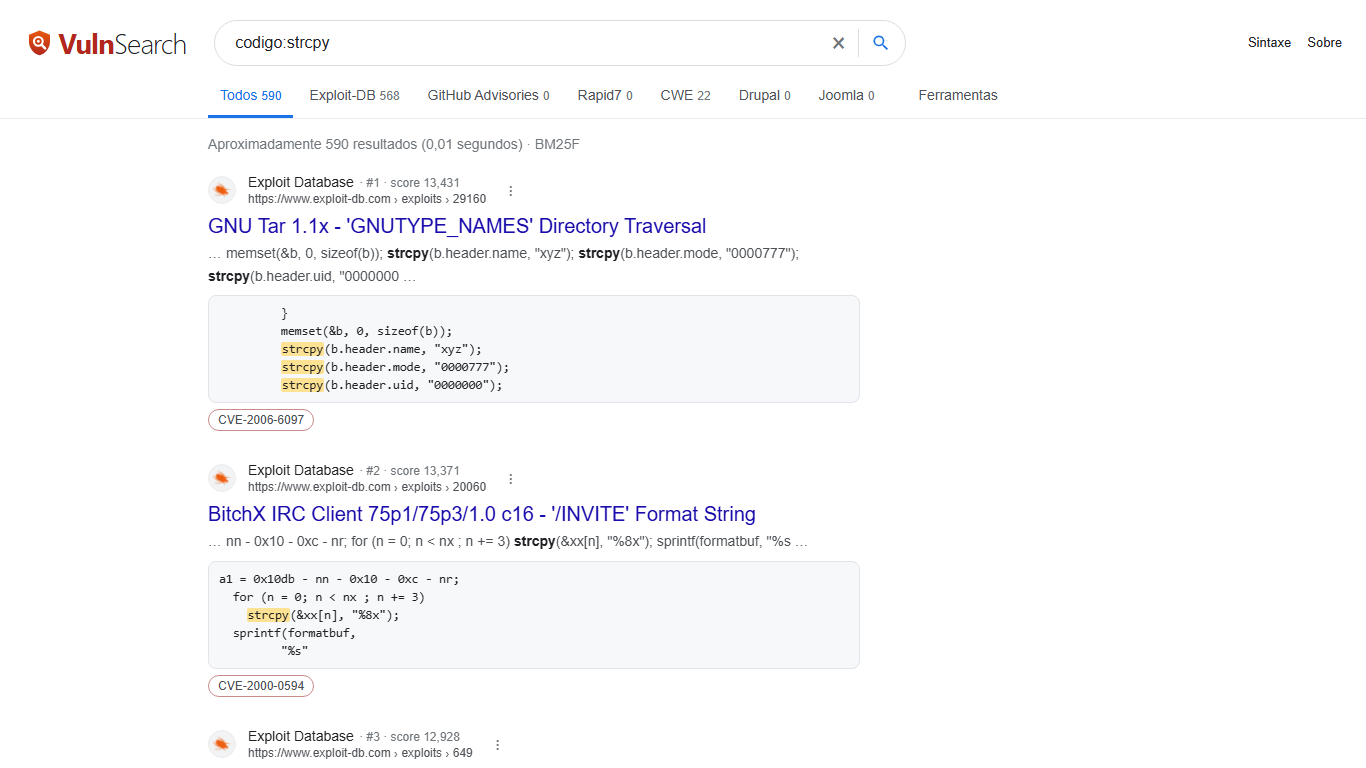 VulnSearch
codigo:strcpy
Sintaxe Sobre
Todos 590 Exploit-DB 568 GitHub Advisories 0 Rapid7 0 CWE 22 Drupal 0 Joomla 0 Ferramentas
Aproximadamente 590 resultados (0,01 segundos) · BM25F
Exploit Database · #1 · score 13,431
https://www.exploit-db.com › exploits › 29160
GNU Tar 1.1x - 'GNUTYPE_NAMES' Directory Traversal
… memset(&b, 0, sizeof(b)); strcpy(b.header.name, "xyz"); strcpy(b.header.mode, "0000777");
strcpy(b.header.uid, "0000000 …
}
memset(&b, 0, sizeof(b));
strcpy(b.header.name, "xyz");
strcpy(b.header.mode, "0000777");
strcpy(b.header.uid, "0000000");
CVE-2006-6097
Exploit Database · #2 · score 13,371
https://www.exploit-db.com › exploits › 20060
BitchX IRC Client 75p1/75p3/1.0 c16 - '/INVITE' Format String
… nn - 0x10 - 0xc - nr; for (n = 0; n < nx ; n += 3) strcpy(&xx[n], "%8x"); sprintf(formatbuf, "%s …
a1 = 0x10db - nn - 0x10 - 0xc - nr;
for (n = 0; n < nx ; n += 3)
strcpy(&xx[n], "%8x");
sprintf(formatbuf,
"%s"
CVE-2000-0594
Exploit Database · #3 · score 12,928
https://www.exploit-db.com › exploits › 649